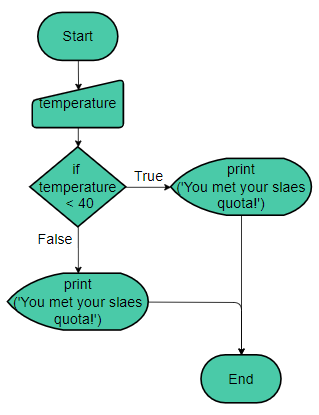 Start
temperature
if
temperature
< 40
True
print
('You met your slaes
quota!')
False
print
('You met your slaes
quota!')
End